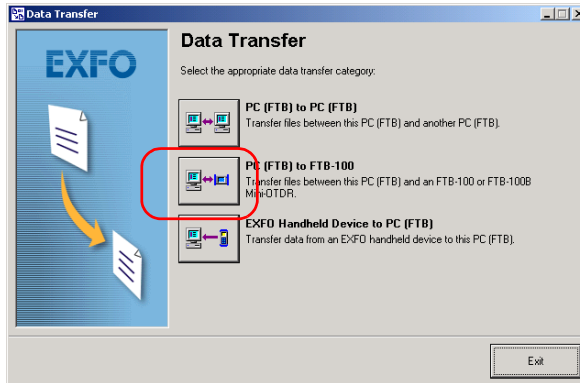 Data Transfer
EXFO
Data Transfer
Select the appropriate data transfer category:
PC (FTB) to PC (FTB)
Transfer files between this PC (FTB) and another PC (FTB).
PC (FTB) to FTB-100
Transfer files between this PC (FTB) and an FTB-100 or FTB-100B
Mini-OTDR.
EXFO Handheld Device to PC (FTB)
Transfer data from an EXFO handheld device to this PC (FTB).
Exit